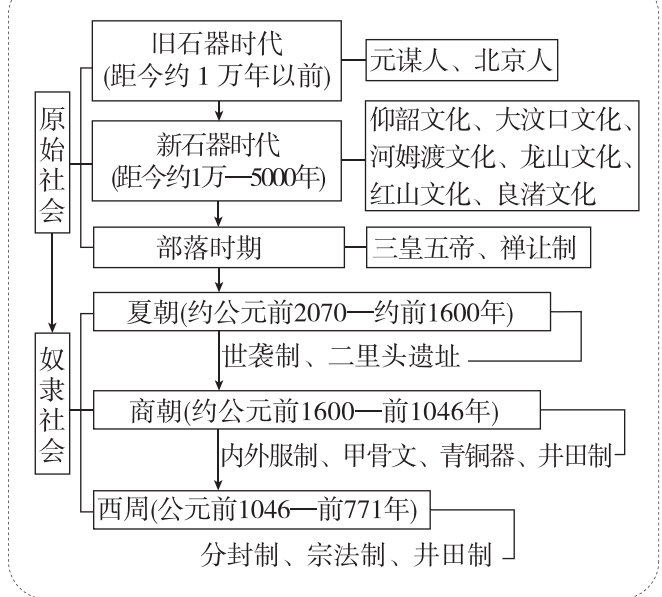 旧石器时代
(距今约 1 万年以前)
元谋人、北京人
原始社会
新石器时代
(距今约1万—5000年)
仰韶文化、大汶口文化、
河姆渡文化、龙山文化、
红山文化、良渚文化
部落时期
三皇五帝、禅让制
夏朝(约公元前2070—约前1600年)
世袭制、二里头遗址
奴隶社会
商朝(约公元前1600—前1046年)
内外服制、甲骨文、青铜器、井田制
西周(公元前1046—前771年)
分封制、宗法制、井田制